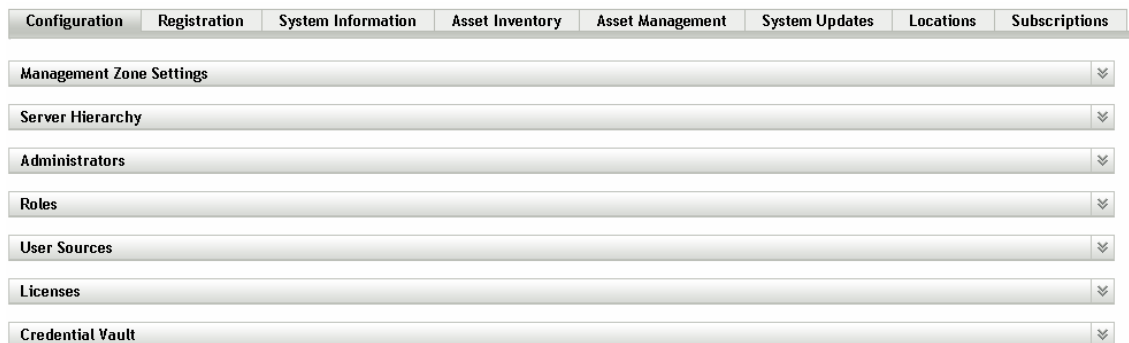 Configuration Registration System Information Asset Inventory Asset Management System Updates Locations Subscriptions
Management Zone Settings
Server Hierarchy
Administrators
Roles
User Sources
Licenses
Credential Vault